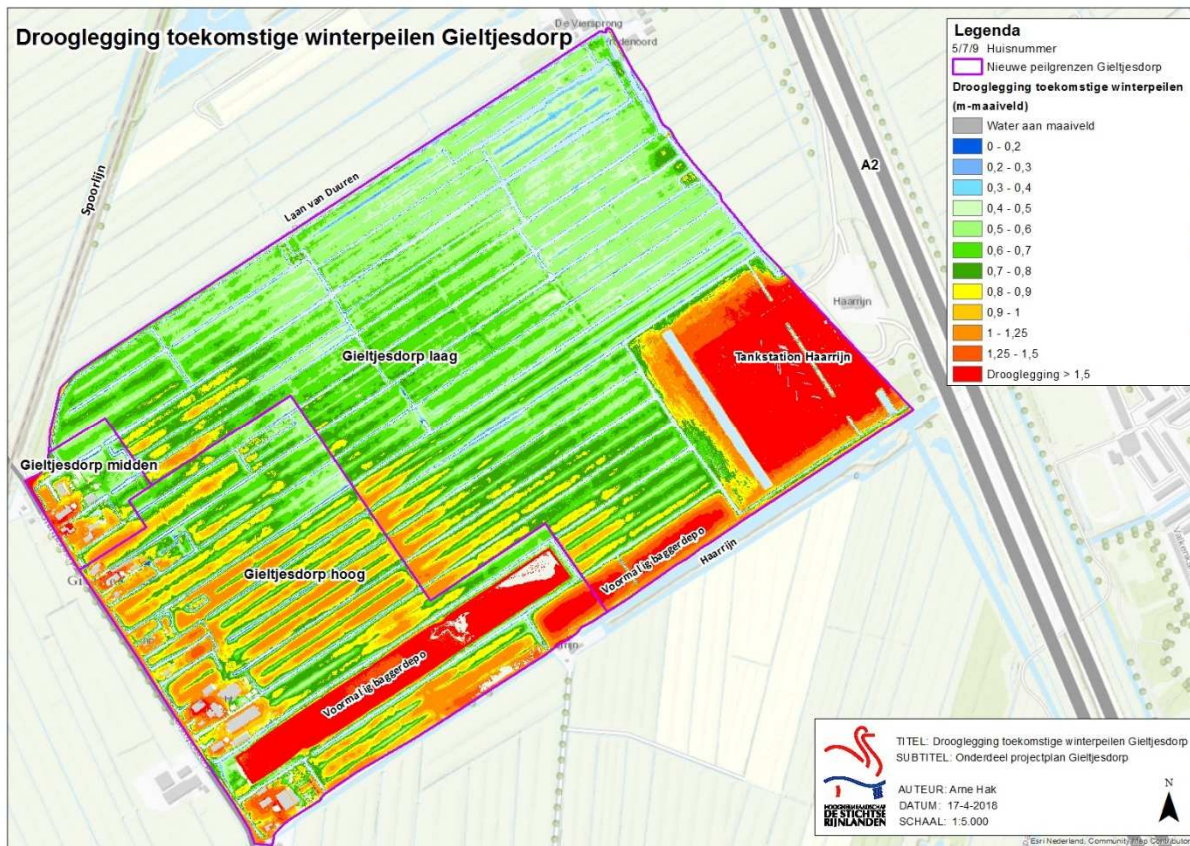 Drooglegging toekomstige winterpeilen Gieltjesdorp
De Viersprong
Spoorlijn
Laan van Duuren
A2
Haarrijn
Gieltjesdorp laag
Tankstation Haarrijn
Gieltjesdorp midden
Gieltjesdorp hoog
Voormalig baggerdepo
Haarrijn
Voormalig baggerdepo
Legenda
5/7/9 Huisnummer
Nieuwe peilgrenzen Gieltjesdorp
Drooglegging toekomstige winterpeilen
(m-maaiveld)
Water aan maaiveld
0 - 0,2
0,2 - 0,3
0,3 - 0,4
0,4 - 0,5
0,5 - 0,6
0,6 - 0,7
0,7 - 0,8
0,8 - 0,9
0,9 - 1
1 - 1,25
1,25 - 1,5
Drooglegging > 1,5
TITEL: Drooglegging toekomstige winterpeilen Gieltjesdorp
SUBTITEL: Onderdeel projectplan Gieltjesdorp
AUTEUR: Arne Hak
DATUM: 17-4-2018
SCHAAL: 1:5.000
N
HOOGHEEMRAADSCHAP
DE STICHTSE
RIJNLANDEN
Esri Nederland, Community Map Contributor